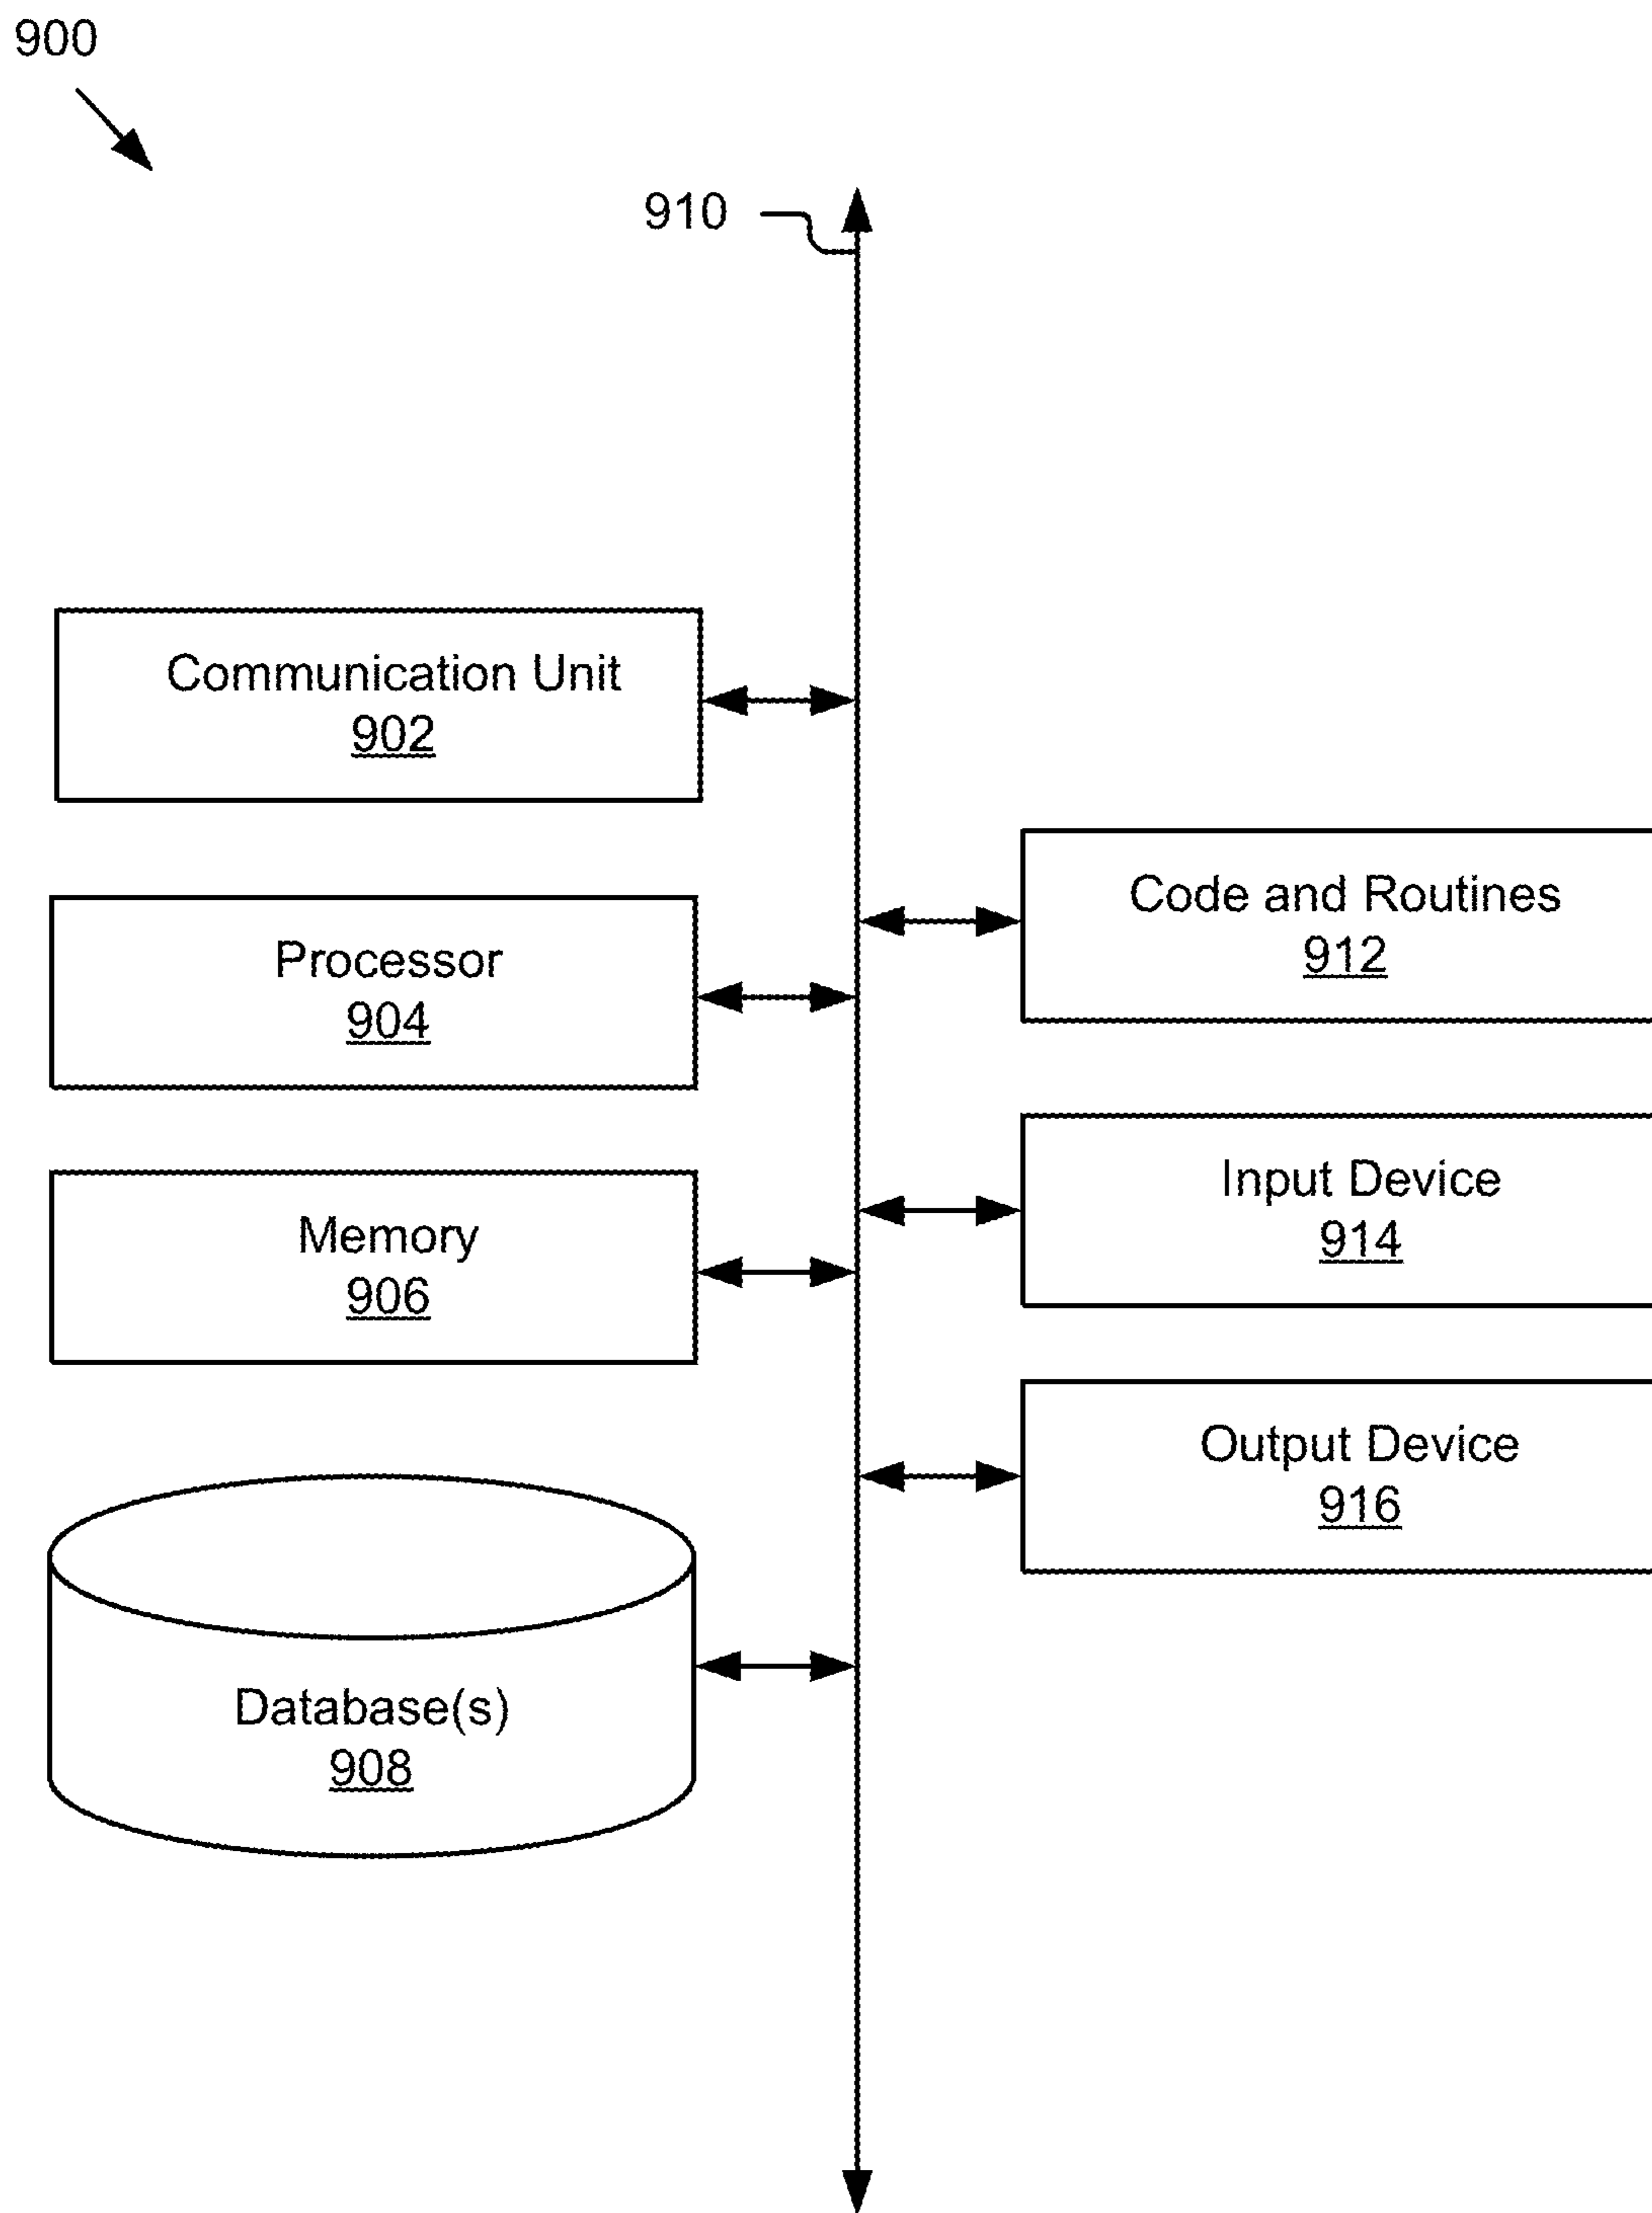 900
910
Communication Unit
902
Code and Routines
912
Processor
904
Input Device
914
Memory
906
Output Device
916
Database(s)
908